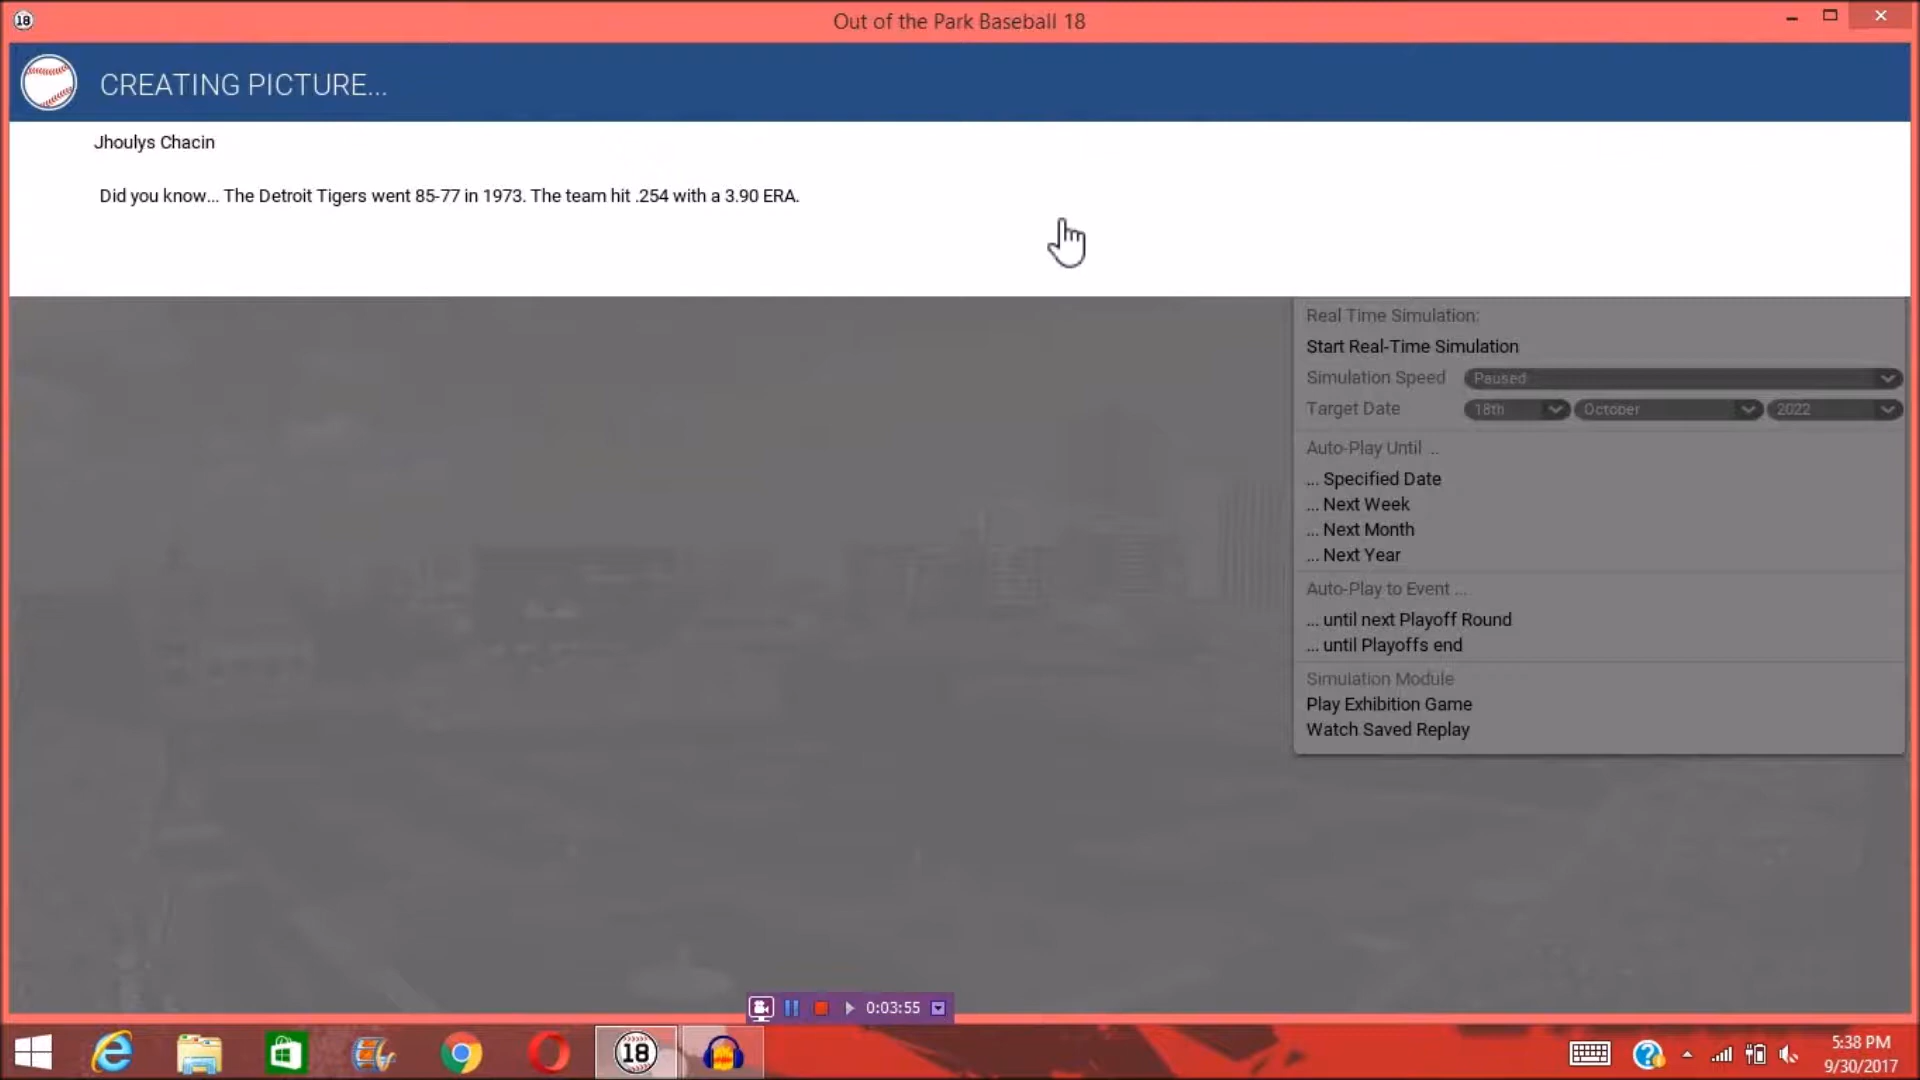 18
Out of the Park Baseball 18
CREATING PICTURE...
Jhoulys Chacin
Did you know... The Detroit Tigers went 85-77 in 1973. The team hit .254 with a 3.90 ERA.
Real Time Simulation:
Start Real-Time Simulation
Simulation Speed Paused
Target Date 18th October 2022
Auto-Play Until ...
... Specified Date
... Next Week
... Next Month
... Next Year
Auto-Play to Event ...
... until next Playoff Round
... until Playoffs end
Simulation Module
Play Exhibition Game
Watch Saved Replay
0:03:55
18
5:38 PM
9/30/2017